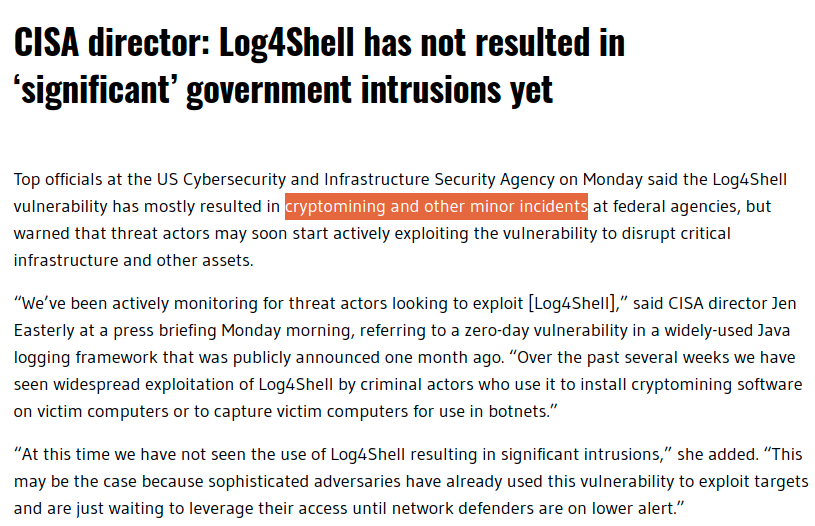 CISA director: Log4Shell has not resulted in
‘significant’ government intrusions yet
Top officials at the US Cybersecurity and Infrastructure Security Agency on Monday said the Log4Shell
vulnerability has mostly resulted in cryptomining and other minor incidents at federal agencies, but
warned that threat actors may soon start actively exploiting the vulnerability to disrupt critical
infrastructure and other assets.
“We’ve been actively monitoring for threat actors looking to exploit [Log4Shell],” said CISA director Jen
Easterly at a press briefing Monday morning, referring to a zero-day vulnerability in a widely-used Java
logging framework that was publicly announced one month ago. “Over the past several weeks we have
seen widespread exploitation of Log4Shell by criminal actors who use it to install cryptomining software
on victim computers or to capture victim computers for use in botnets.”
“At this time we have not seen the use of Log4Shell resulting in significant intrusions,” she added. “This
may be the case because sophisticated adversaries have already used this vulnerability to exploit targets
and are just waiting to leverage their access until network defenders are on lower alert.”